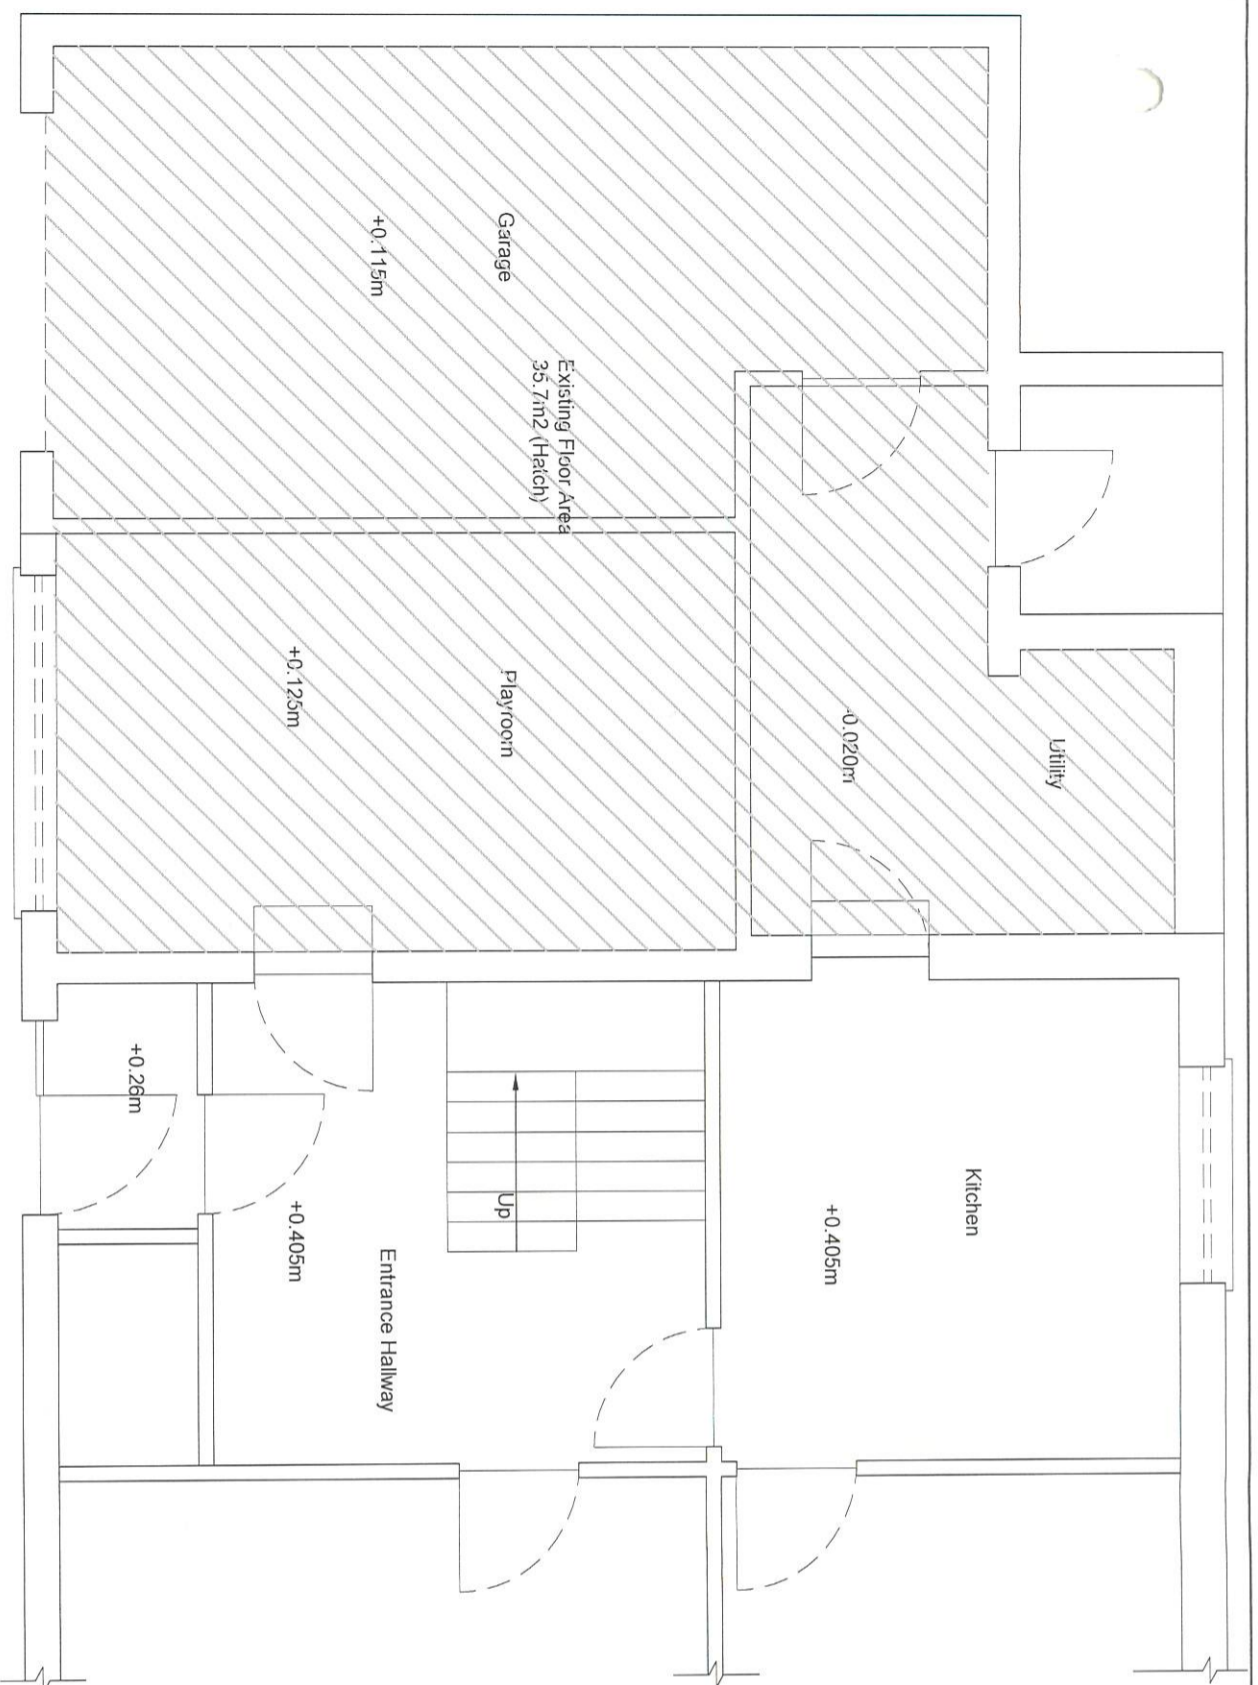 Utility
-0.020m
Kitchen
+0.405m
Existing Floor Area
35.7m2 (Hatch)
Garage
+0.115m
Playroom
+0.125m
Up
Entrance Hallway
+0.405m
+0.26m